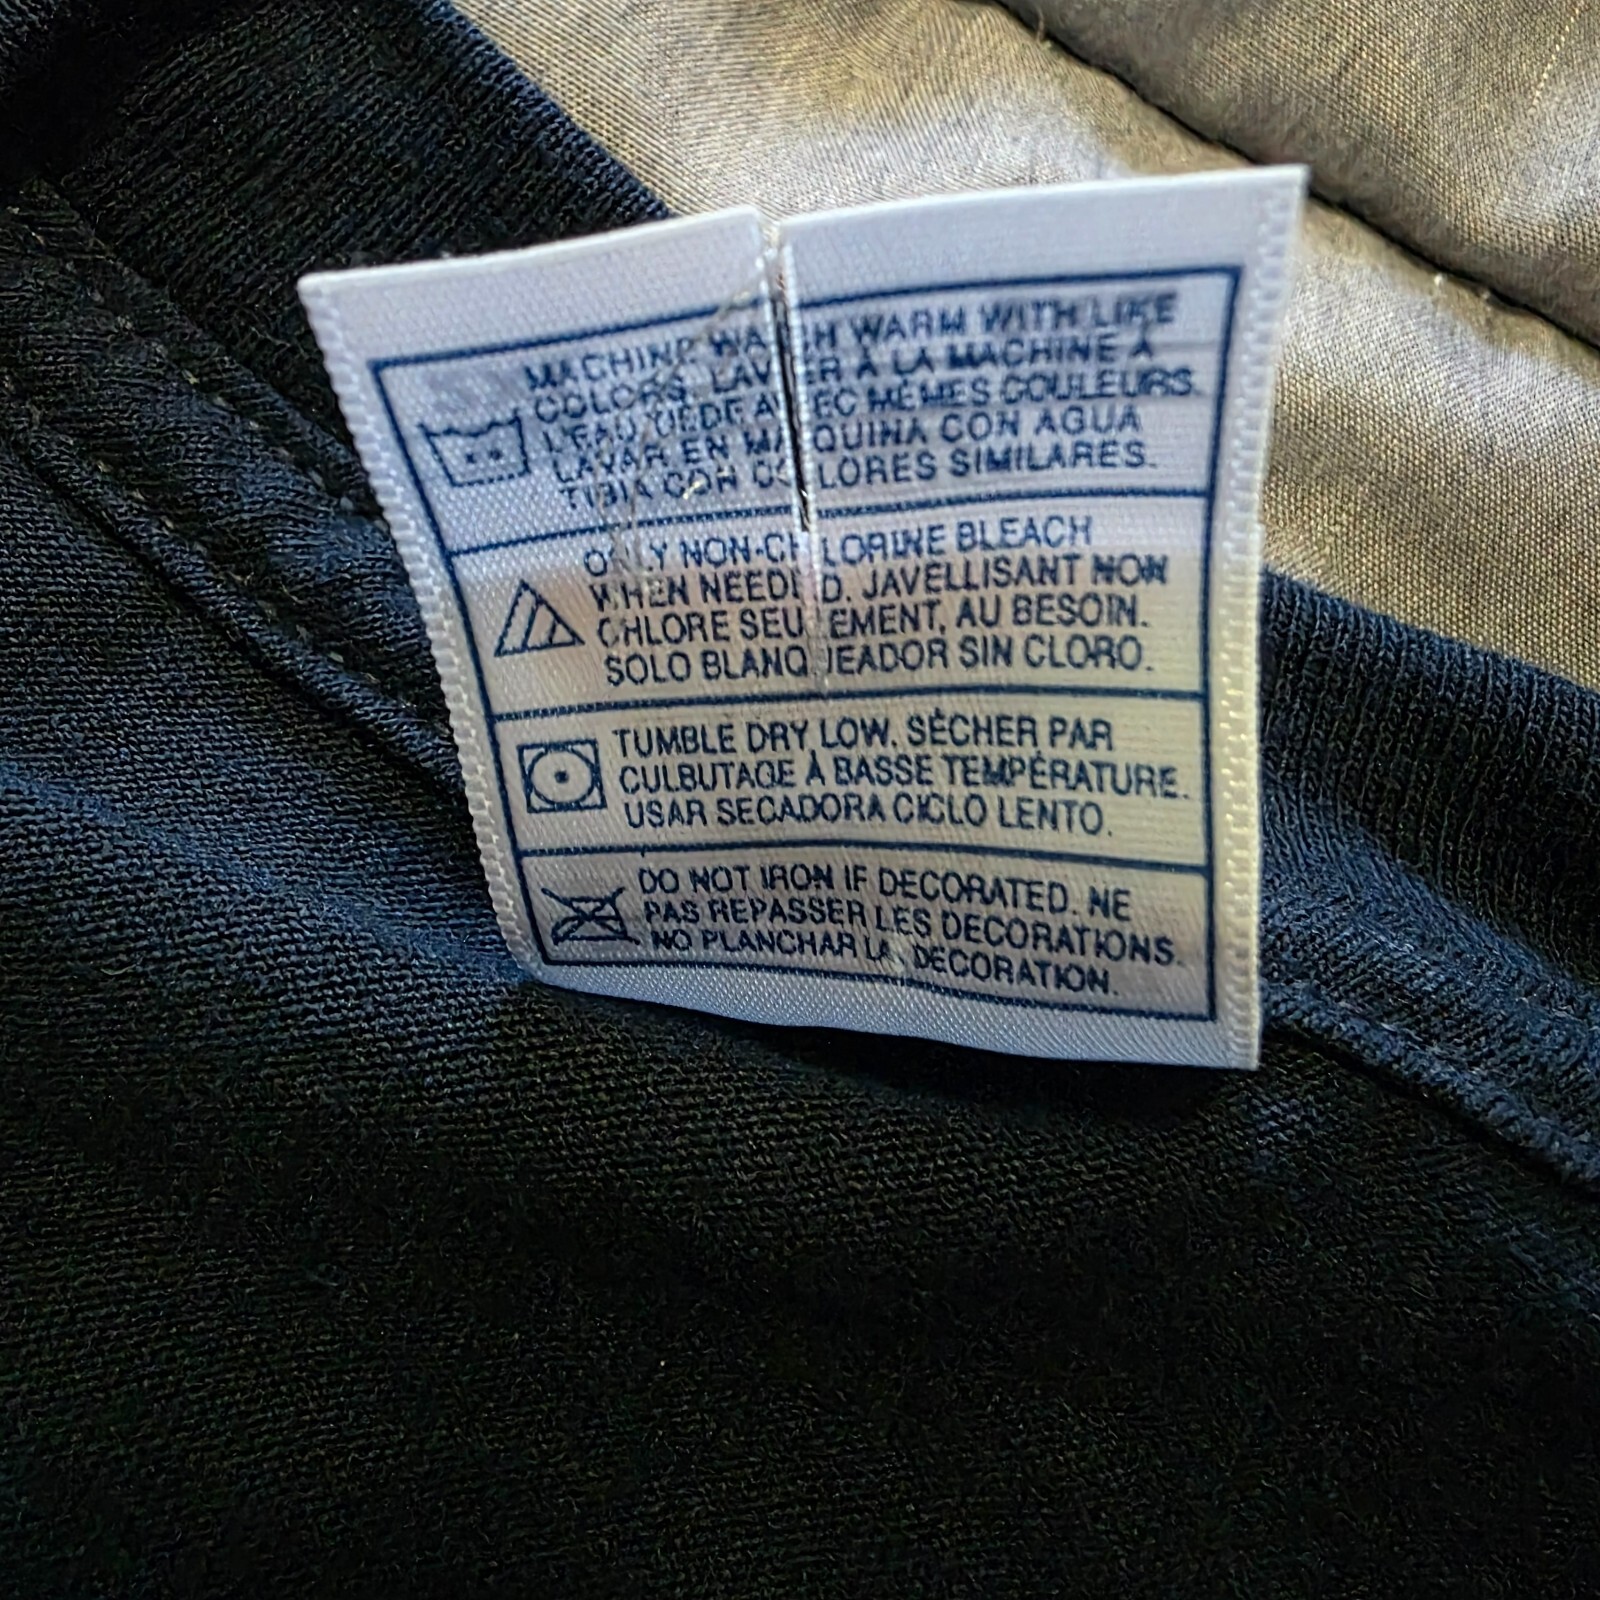 MACHINE WASH WARM WITH LIKE
COLORS. LAVER À LA MACHINE À
L'EAU TIEDE AVEC MÊMES COULEURS.
LAVAR EN MAQUINA CON AGUA
TIBIA CON COLORES SIMILARES.
ONLY NON-CHLORINE BLEACH
WHEN NEEDED. JAVELLISANT NON
CHLORE SEULEMENT, AU BESOIN.
SOLO BLANQUEADOR SIN CLORO.
TUMBLE DRY LOW. SÉCHER PAR
CULBUTAGE À BASSE TEMPÉRATURE.
USAR SECADORA CICLO LENTO.
DO NOT IRON IF DECORATED. NE
PAS REPASSER LES DECORATIONS.
NO PLANCHAR LA DECORATION.